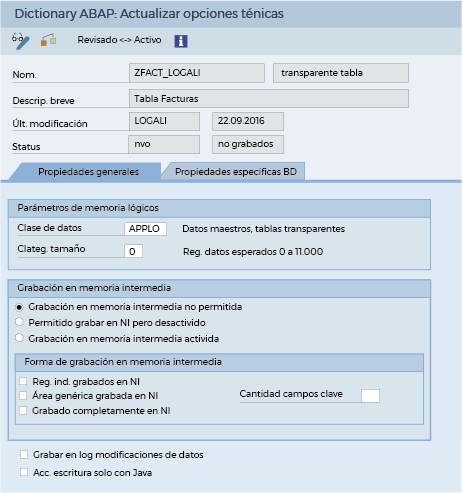 Dictionary ABAP: Actualizar opciones ténicas
Revisado <-> Activo
Nom. ZFACT_LOGALI transparente tabla
Descrip. breve Tabla Facturas
Últ. modificación LOGALI 22.09.2016
Status nvo no grabados
Propiedades generales Propiedades especificas BD
Parámetros de memoria lógicos
Clase de datos APPLO Datos maestros, tablas transparentes
Clateg. tamaño 0 Reg. datos esperados 0 a 11.000
Grabación en memoria intermedia
Grabación en memoria intermedia no permitida
Permitido grabar en NI pero desactivido
Grabación en memoria intermedia activida
Forma de grabación en memoria intermedia
Reg. ind. grabados en NI
Área genérica grabada en NI Cantidad campos clave
Grabado completamente en NI
Grabar en log modificaciones de datos
Acc. escritura solo con Java